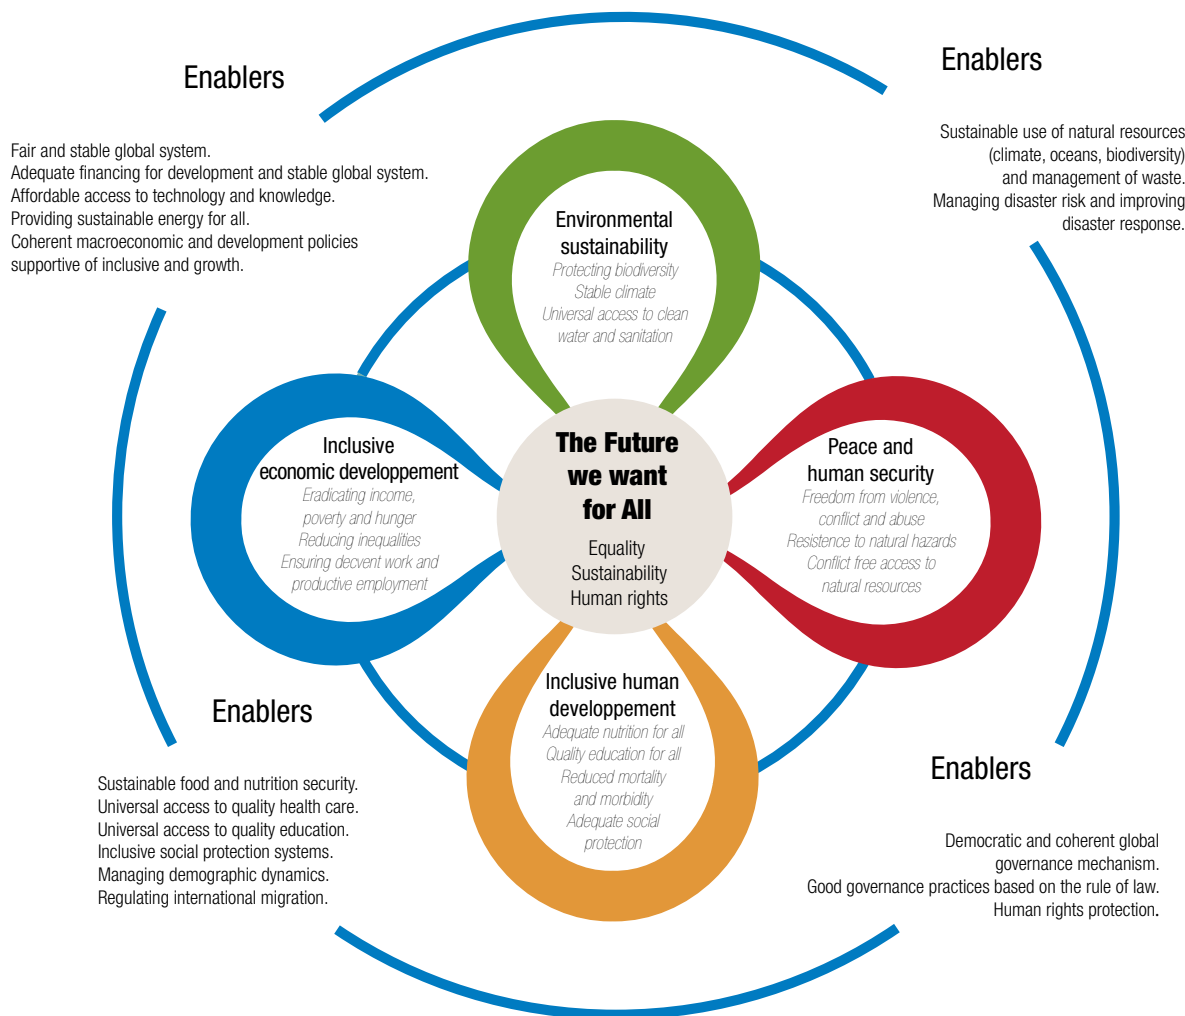 Enablers
Fair and stable global system.
Adequate financing for development and stable global system.
Affordable access to technology and knowledge.
Providing sustainable energy for all.
Coherent macroeconomic and development policies
supportive of inclusive and growth.
Enablers
Sustainable use of natural resources
(climate, oceans, biodiversity)
and management of waste.
Managing disaster risk and improving
disaster response.
Environmental
sustainability
Protecting biodiversity
Stable climate
Universal access to clean
water and sanitation
Inclusive
economic developpement
Eradicating income,
poverty and hunger
Reducing inequalities
Ensuring decvent work and
productive employment
The Future
we want
for All
Equality
Sustainability
Human rights
Peace and
human security
Freedom from violence,
conflict and abuse
Resistence to natural hazards
Conflict free access to
natural resources
Inclusive human
developpement
Adequate nutrition for all
Quality education for all
Reduced mortality
and morbidity
Adequate social
protection
Enablers
Sustainable food and nutrition security.
Universal access to quality health care.
Universal access to quality education.
Inclusive social protection systems.
Managing demographic dynamics.
Regulating international migration.
Enablers
Democratic and coherent global
governance mechanism.
Good governance practices based on the rule of law.
Human rights protection.